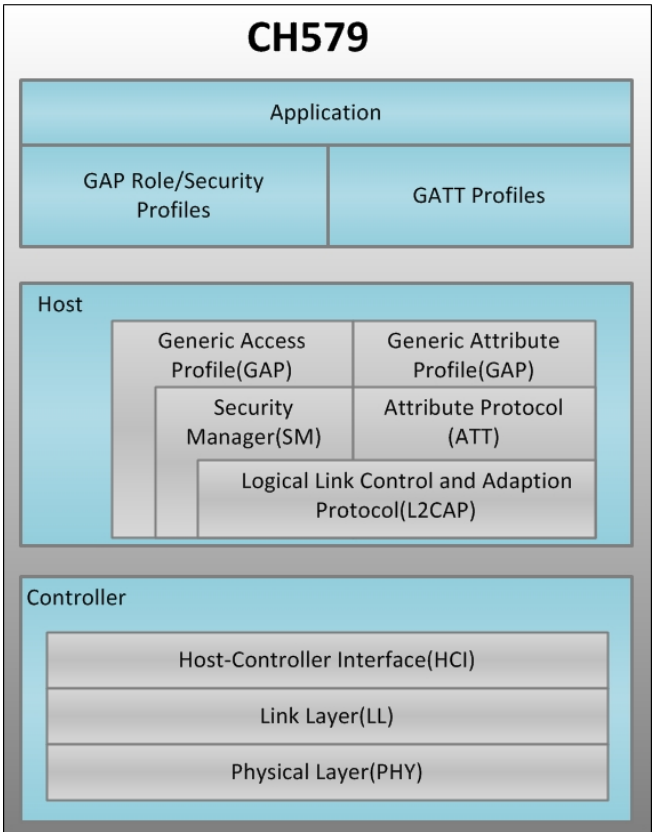 CH579
Application
GAP Role/Security
Profiles
GATT Profiles
Host
Generic Access
Profile(GAP)
Generic Attribute
Profile(GAP)
Security
Manager(SM)
Attribute Protocol
(ATT)
Logical Link Control and Adaption
Protocol(L2CAP)
Controller
Host-Controller Interface(HCI)
Link Layer(LL)
Physical Layer(PHY)